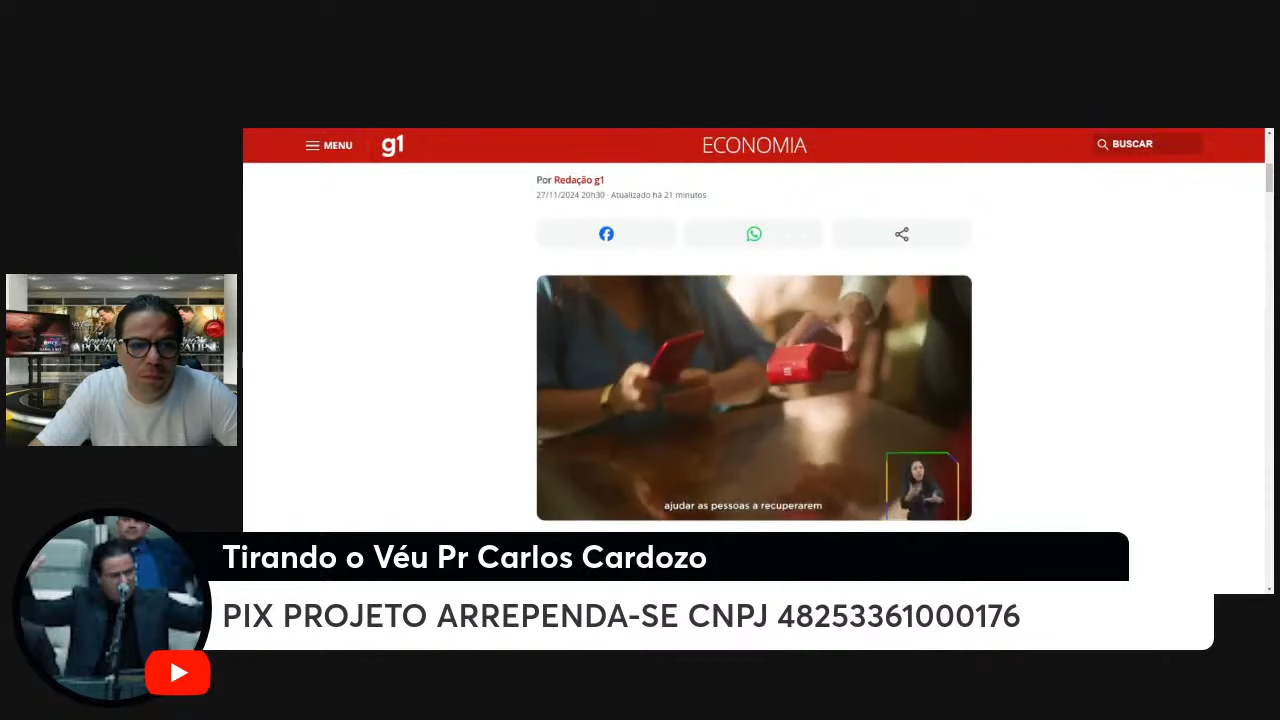 MENU
g1
ECONOMIA
BUSCAR
Por Redação g1
27/11/2024 20h30 · Atualizado há 21 minutos
ajudar as pessoas a recuperarem
Tirando o Véu Pr Carlos Cardozo
PIX PROJETO ARREPENDA-SE CNPJ 48253361000176